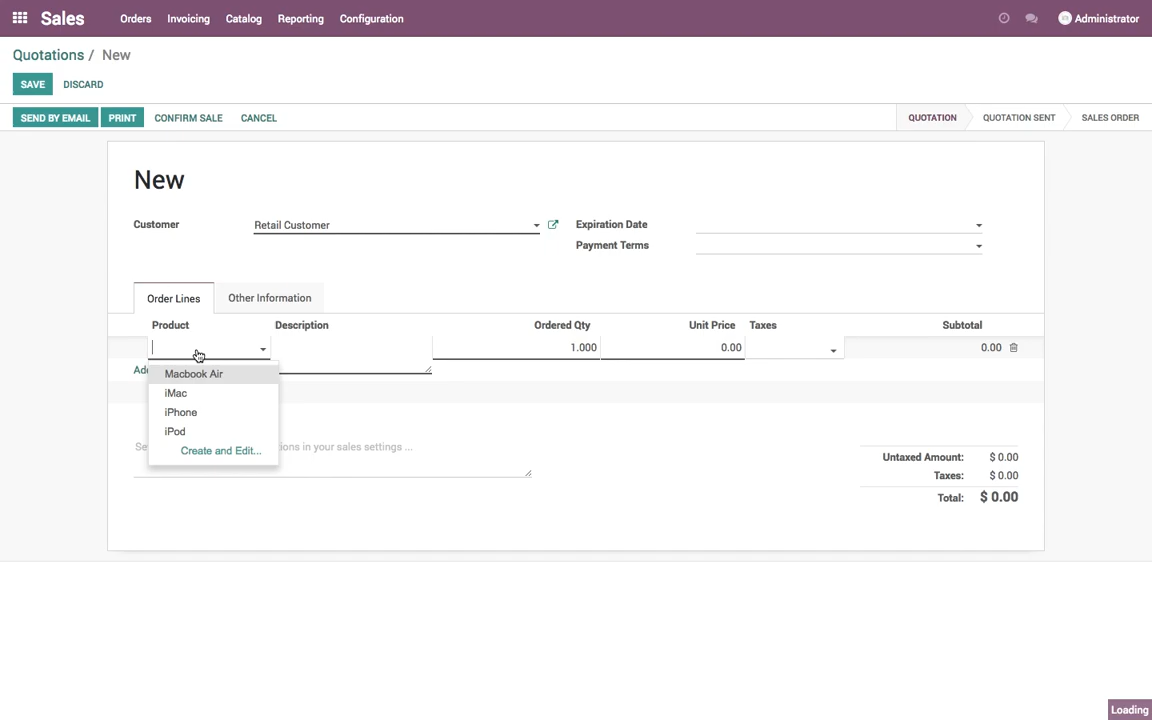 Sales Orders Invoicing Catalog Reporting Configuration Administrator
Quotations / New
SAVE DISCARD
SEND BY EMAIL PRINT CONFIRM SALE CANCEL QUOTATION QUOTATION SENT SALES ORDER
New
Customer Retail Customer Expiration Date
Payment Terms
Order Lines Other Information
Product Description Ordered Qty Unit Price Taxes Subtotal
1.000 0.00 0.00
Macbook Air
iMac
iPhone
iPod
Create and Edit...
ions in your sales settings ...
Untaxed Amount: $ 0.00
Taxes: $ 0.00
Total: $ 0.00
Loading